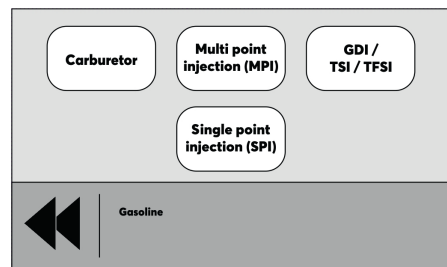 Carburetor
Multi point
injection (MPI)
GDI /
TSI / TFSI
Single point
injection (SPI)
Gasoline